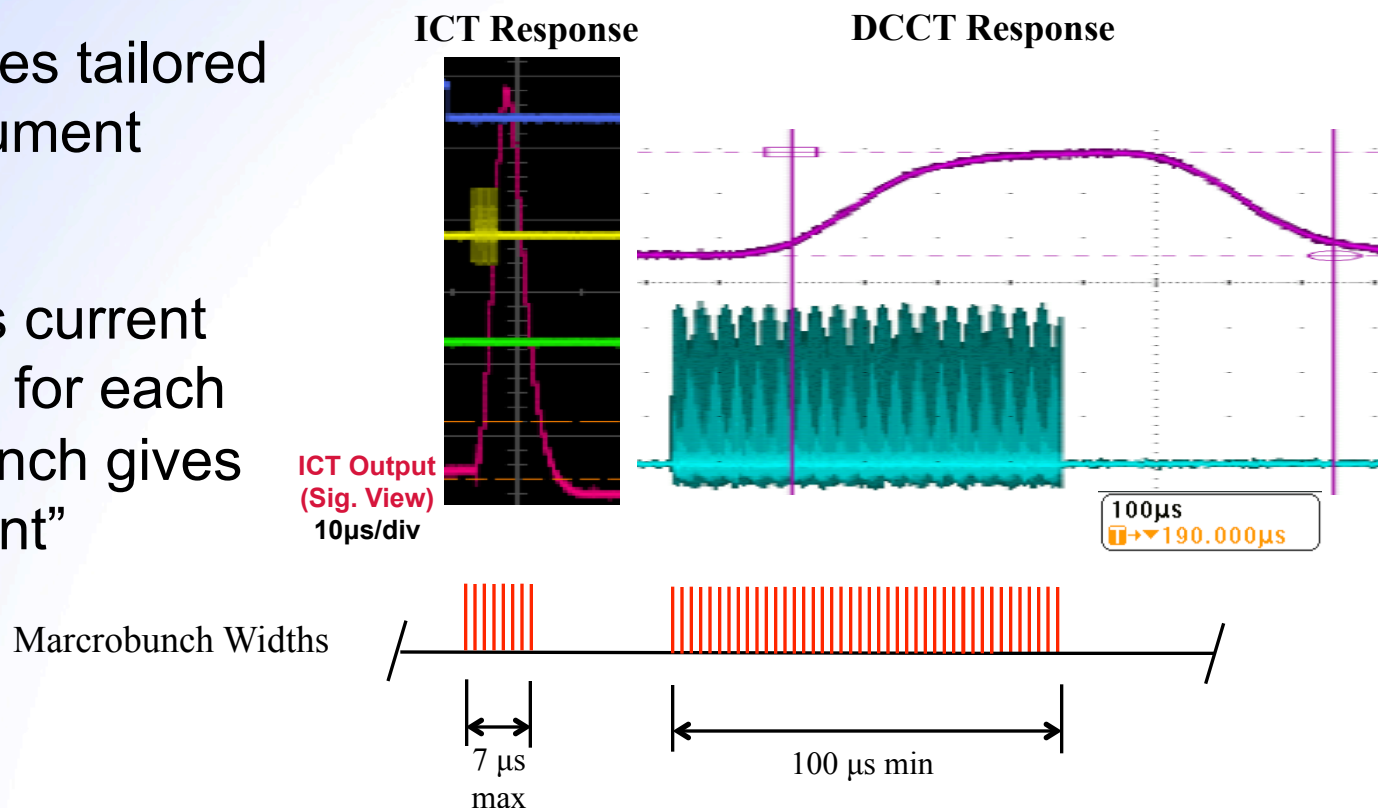 ICT Response
DCCT Response
es tailored
ument
s current
for each
nch gives
nt”
ICT Output
(Sig. View)
10µs/div
100µs
T→▼190.000µs
Marcrobunch Widths
7 µs
max
100 µs min